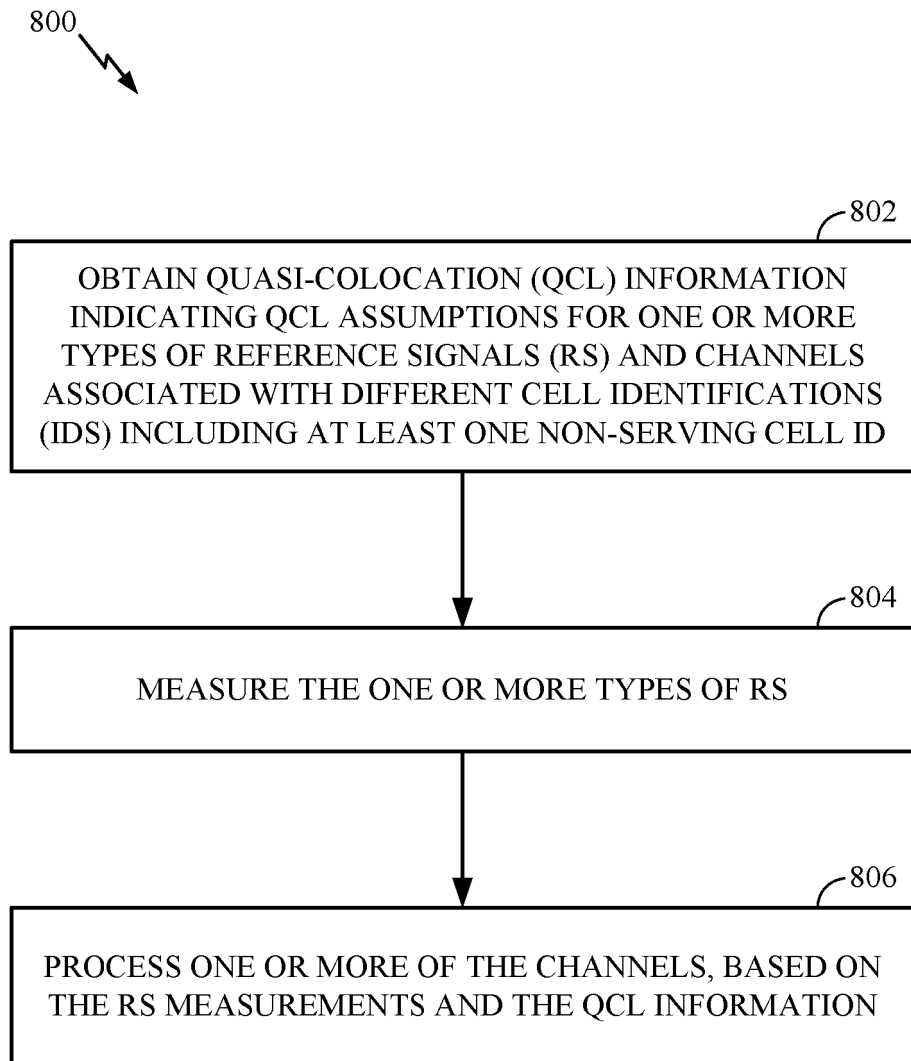 800
802
OBTAIN QUASI-COLOCATION (QCL) INFORMATION
INDICATING QCL ASSUMPTIONS FOR ONE OR MORE
TYPES OF REFERENCE SIGNALS (RS) AND CHANNELS
ASSOCIATED WITH DIFFERENT CELL IDENTIFICATIONS
(IDS) INCLUDING AT LEAST ONE NON-SERVING CELL ID
804
MEASURE THE ONE OR MORE TYPES OF RS
806
PROCESS ONE OR MORE OF THE CHANNELS, BASED ON
THE RS MEASUREMENTS AND THE QCL INFORMATION